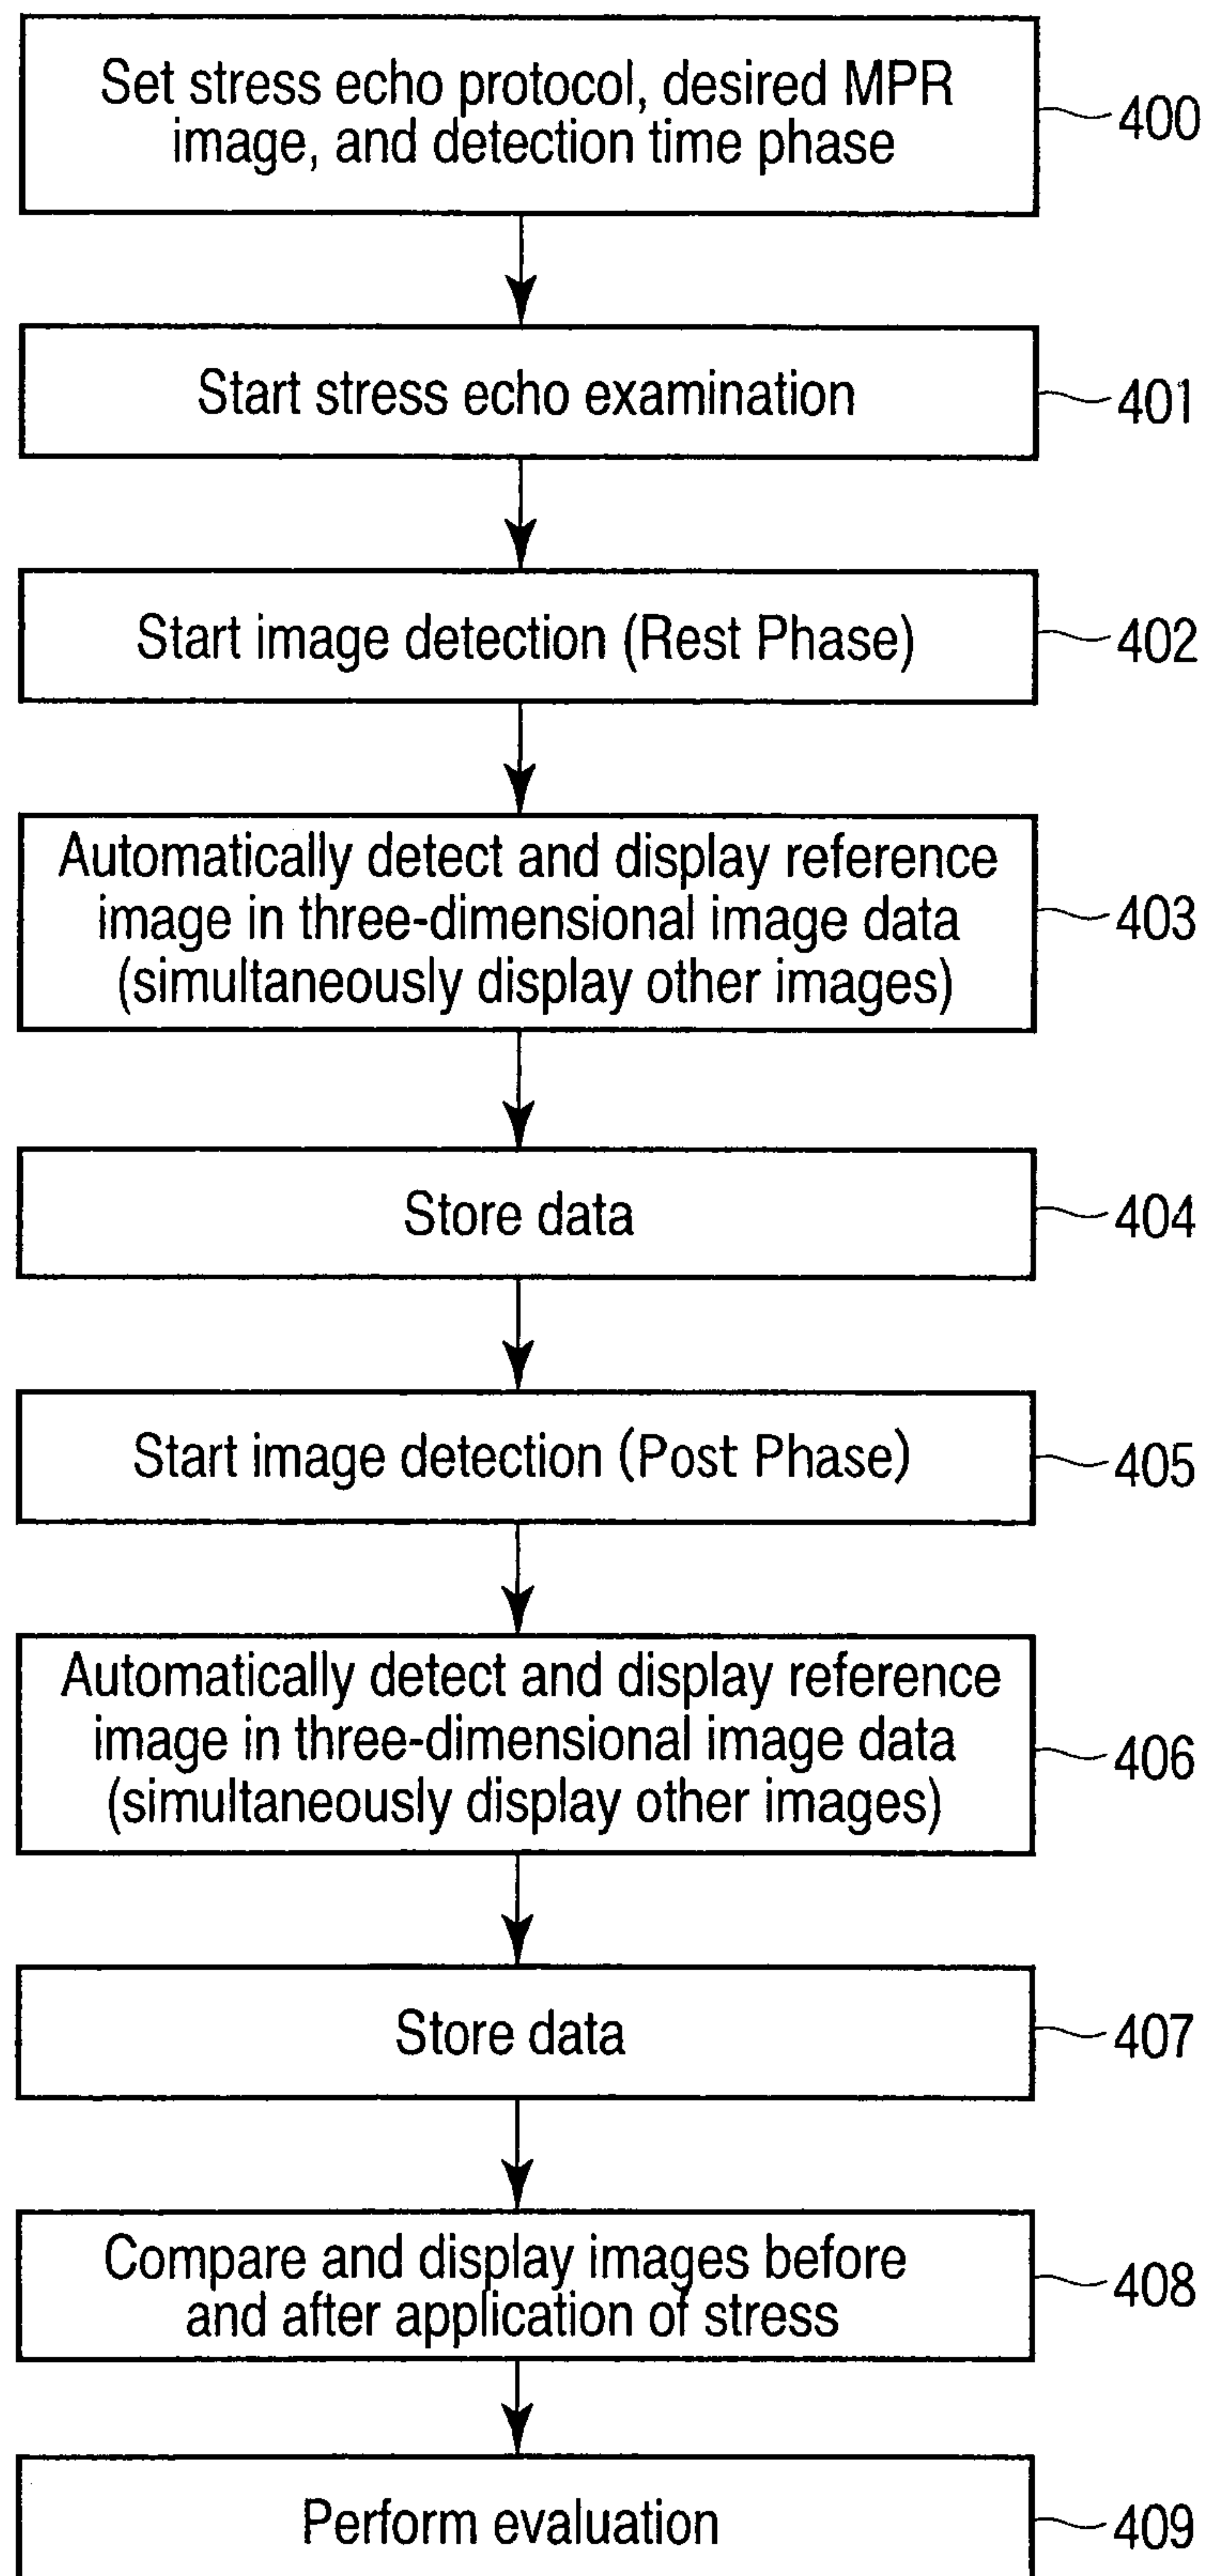 Set stress echo protocol, desired MPR
image, and detection time phase
400
Start stress echo examination
401
Start image detection (Rest Phase)
402
Automatically detect and display reference
image in three-dimensional image data
(simultaneously display other images)
403
Store data
404
Start image detection (Post Phase)
405
Automatically detect and display reference
image in three-dimensional image data
(simultaneously display other images)
406
Store data
407
Compare and display images before
and after application of stress
408
Perform evaluation
409